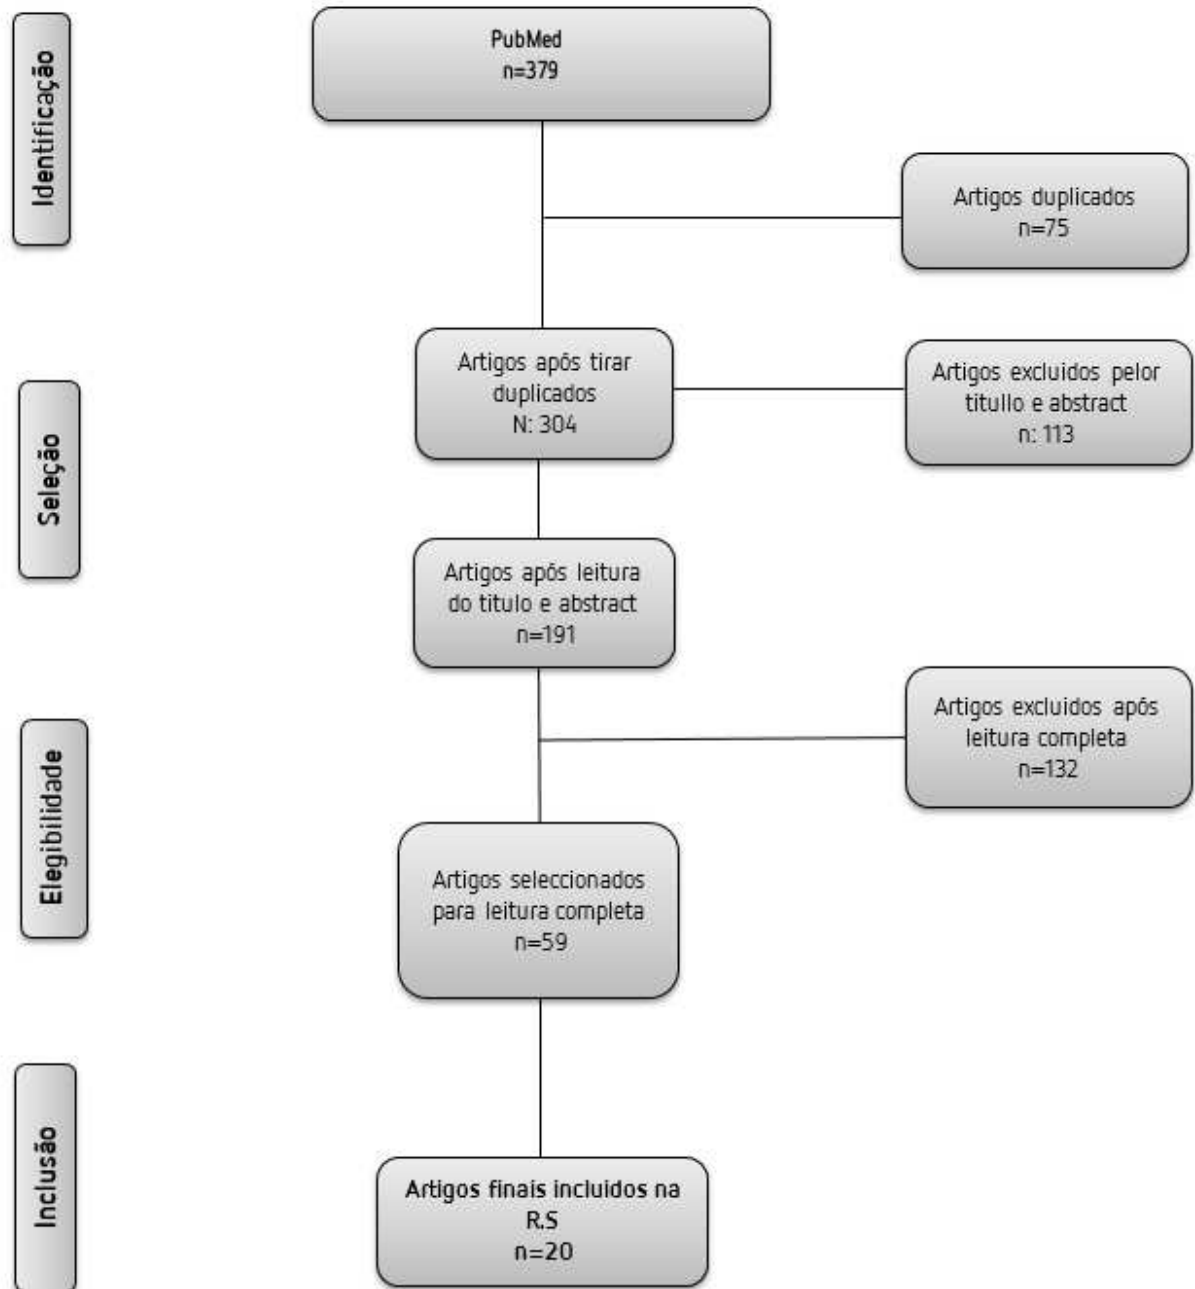 Identificação
PubMed
n=379
Artigos duplicados
n=75
Seleção
Artigos após tirar
duplicados
N: 304
Artigos excluidos pelor
titullo e abstract
n: 113
Artigos após leitura
do titulo e abstract
n=191
Elegibilidade
Artigos excluidos após
leitura completa
n=132
Artigos seleccionados
para leitura completa
n=59
Inclusão
Artigos finais incluidos na
R.S
n=20